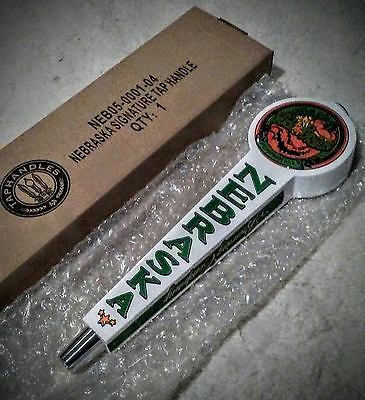 NEB05-0001-04
NEBRASKA SIGNATURE TAP HANDLE
QTY: 1
TAPHANDLES
NEBRASKA